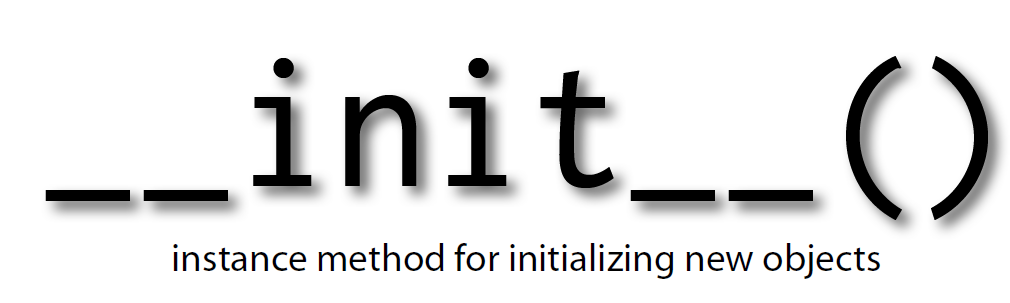 __init__()
instance method for initializing new objects